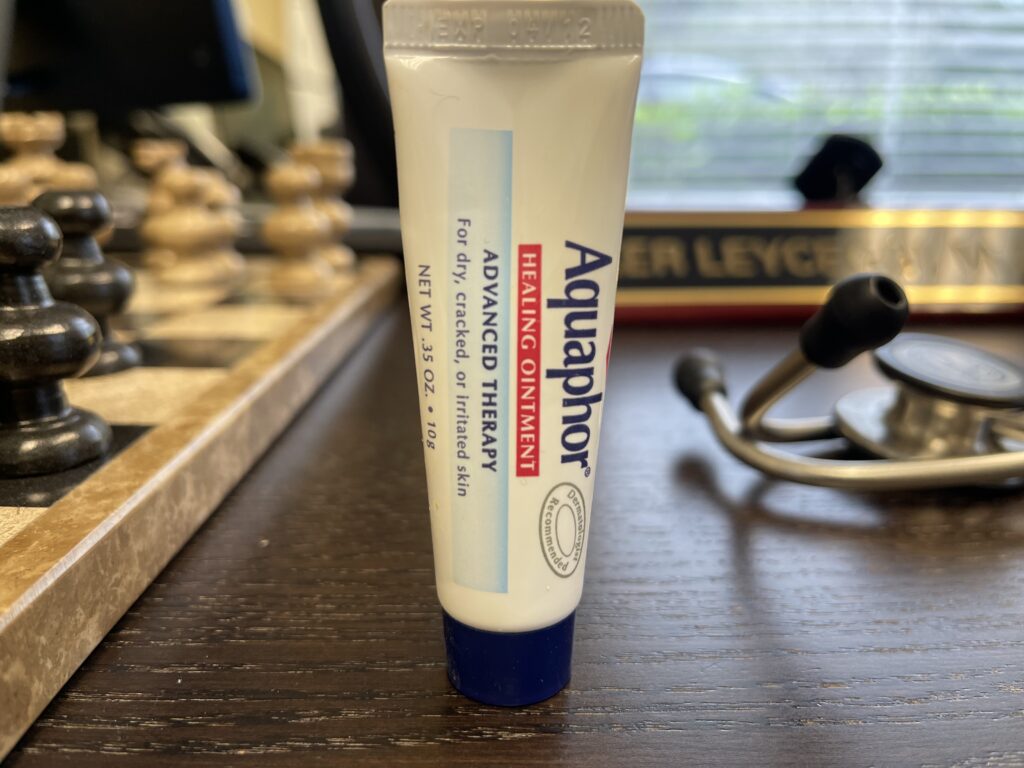 Aquaphor®
HEALING OINTMENT
ADVANCED THERAPY
For dry, cracked, or irritated skin
NET WT .35 OZ. • 10g
Dermatologist
Recommended